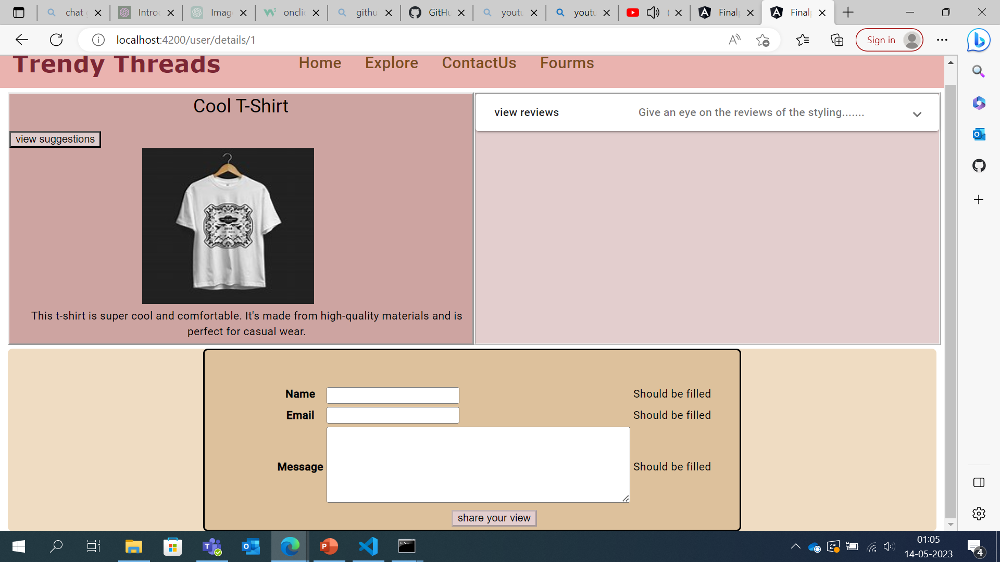 chat
Introd
Image
onclic
githu
GitHu
youtu
youtu
Final
Final
localhost:4200/user/details/1
Sign in
Trendy Threads
Home Explore ContactUs Fourms
Cool T-Shirt
view suggestions
This t-shirt is super cool and comfortable. It's made from high-quality materials and is
perfect for casual wear.
view reviews Give an eye on the reviews of the styling.......
Name Should be filled
Email Should be filled
Message Should be filled
share your view
01:05
14-05-2023
4